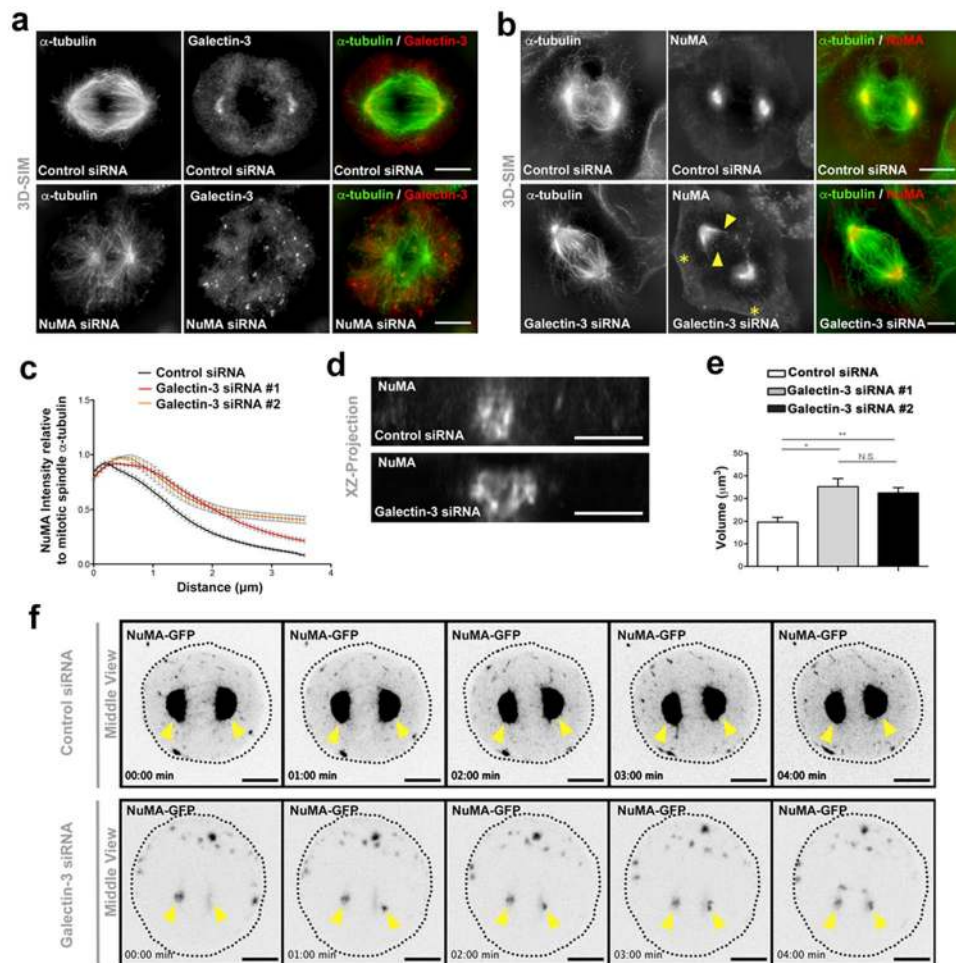 a
α-tubulin
Galectin-3
α-tubulin / Galectin-3
3D-SIM
Control siRNA
Control siRNA
Control siRNA
α-tubulin
Galectin-3
α-tubulin / Galectin-3
NuMA siRNA
NuMA siRNA
NuMA siRNA
b
α-tubulin
NuMA
α-tubulin / NuMA
3D-SIM
Control siRNA
Control siRNA
Control siRNA
α-tubulin
NuMA
α-tubulin / NuMA
* *
Galectin-3 siRNA
Galectin-3 siRNA
Galectin-3 siRNA
c
Control siRNA
Galectin-3 siRNA #1
Galectin-3 siRNA #2
NuMA Intensity relative
to mitotic spindle α-tubulin
1.5
1.0
0.5
0.0
0 1 2 3 4
Distance (µm)
d
XZ-Projection
NuMA
Control siRNA
NuMA
Galectin-3 siRNA
e
Control siRNA
Galectin-3 siRNA #1
Galectin-3 siRNA #2
**
*
N.S.
Volume (µm³)
50
40
30
20
10
0
f
Control siRNA
Middle View
NuMA-GFP NuMA-GFP NuMA-GFP NuMA-GFP NuMA-GFP
00:00 min 01:00 min 02:00 min 03:00 min 04:00 min
Galectin-3 siRNA
Middle View
NuMA-GFP NuMA-GFP NuMA-GFP NuMA-GFP NuMA-GFP
00:00 min 01:00 min 02:00 min 03:00 min 04:00 min